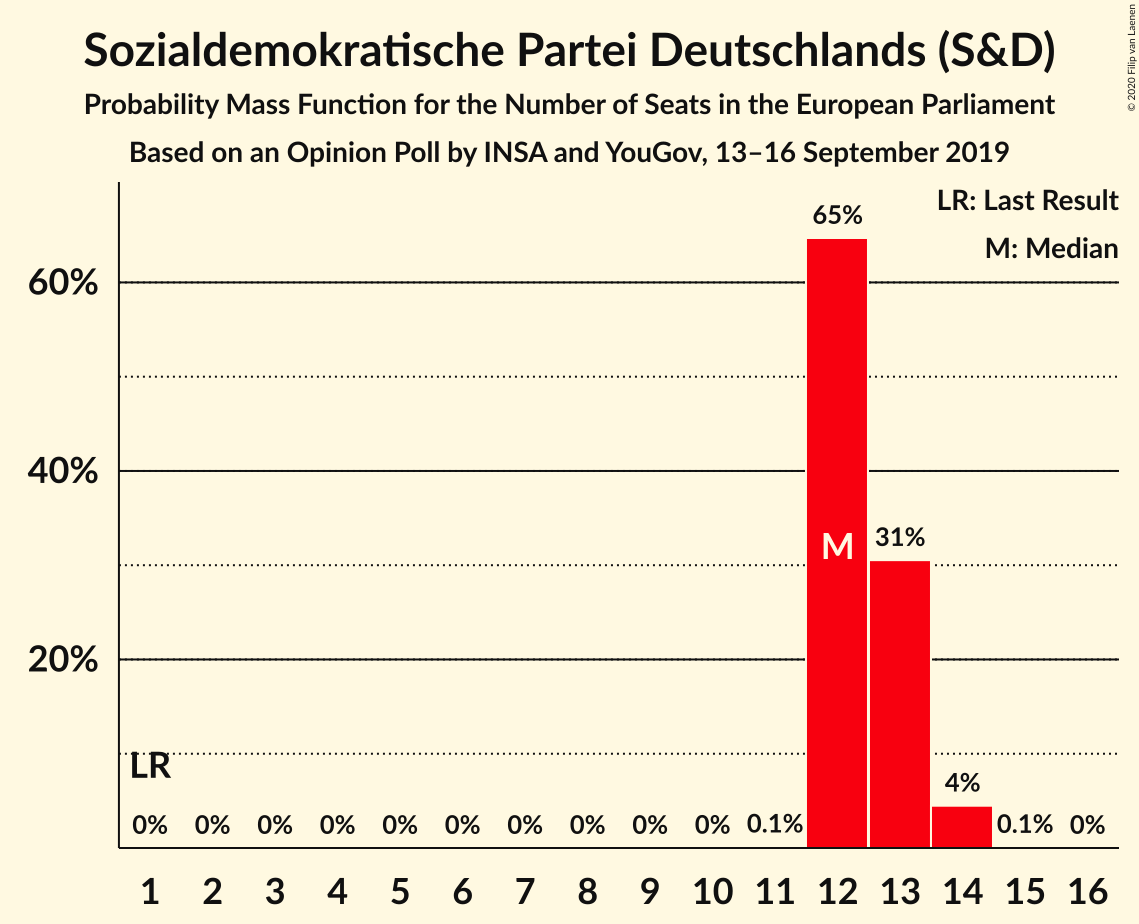 Sozialdemokratische Partei Deutschlands (S&D)
Probability Mass Function for the Number of Seats in the European Parliament
Based on an Opinion Poll by INSA and YouGov, 13–16 September 2019
© 2020 Filip van Laenen
LR: Last Result
M: Median
65%
60%
40%
M
31%
20%
LR
4%
0% 0% 0% 0% 0% 0% 0% 0% 0% 0% 0.1% 0.1% 0%
1 2 3 4 5 6 7 8 9 10 11 12 13 14 15 16